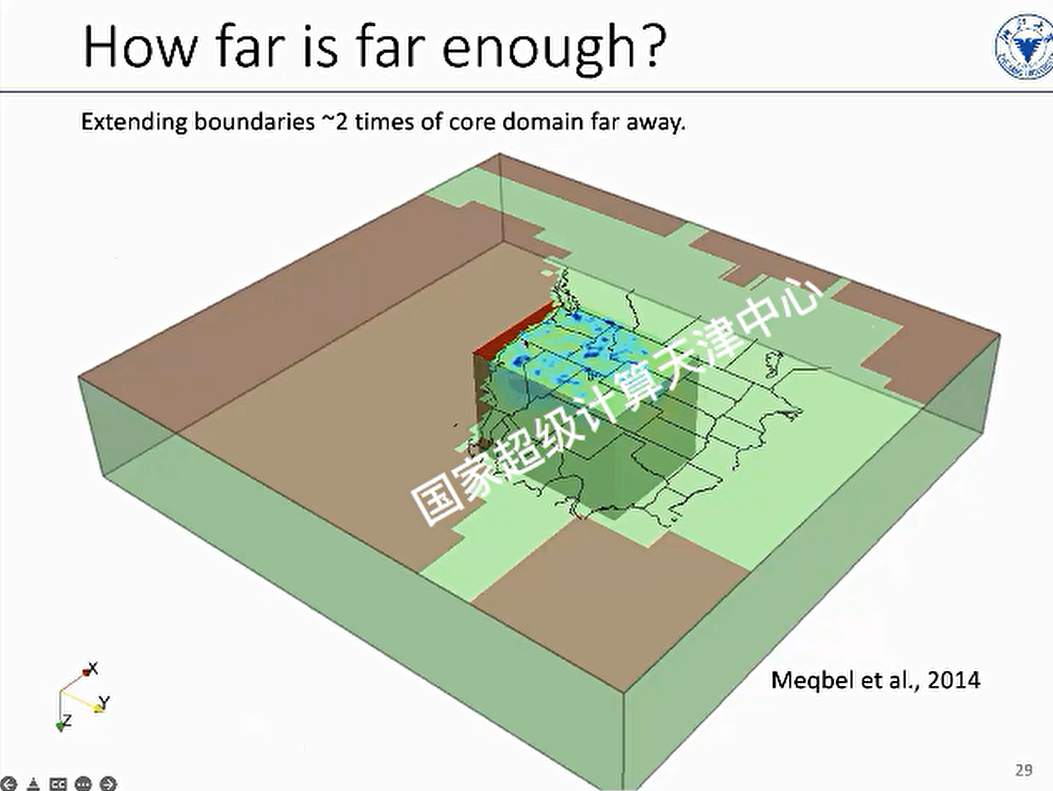 How far is far enough?
Extending boundaries ~2 times of core domain far away.
国家超级计算天津中心
X
Y
Z
Meqbel et al., 2014
29